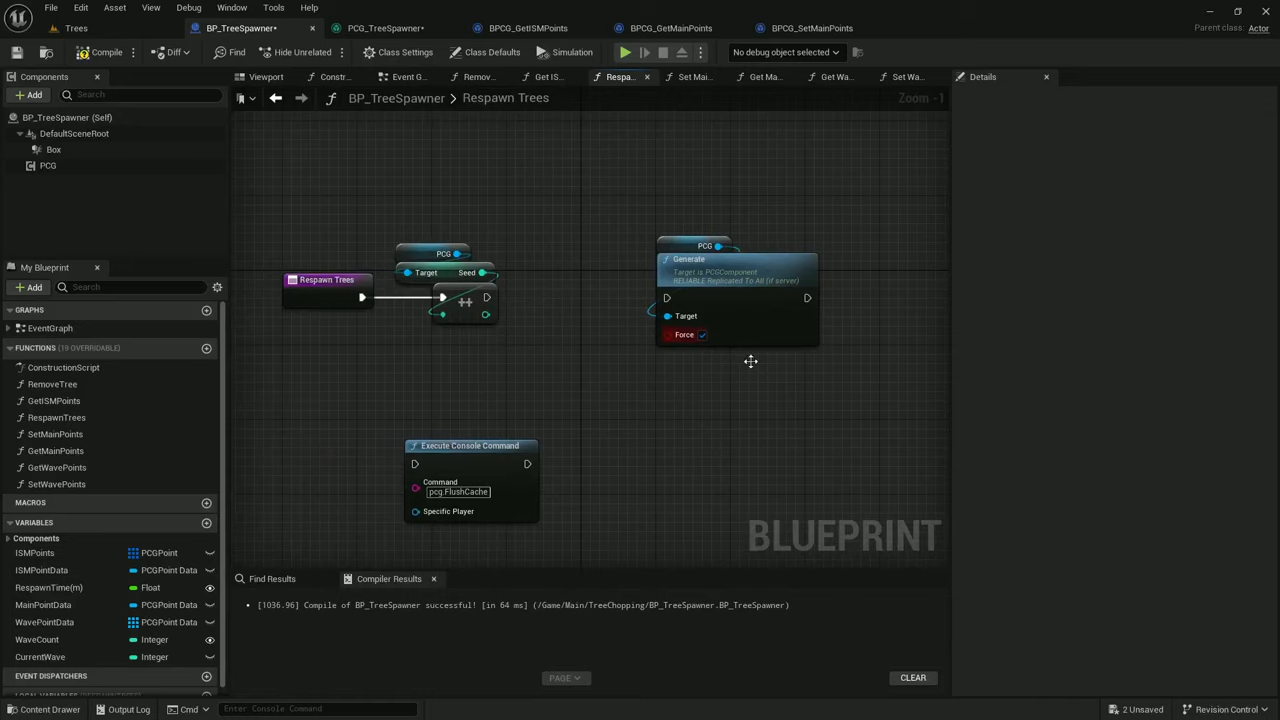 File Edit Asset View Debug Window Tools Help
Trees BP_TreeSpawner* PCG_TreeSpawner* BPCG_GetISMPoints BPCG_GetMainPoints BPCG_SetMainPoints Parent class: Actor
Compile Diff Find Hide Unrelated Class Settings Class Defaults Simulation No debug object selected
Components Viewport Constr... Event G... Remov... Get IS... Respa... Set Mai... Get Ma... Get Wa... Set Wa... Details
+ Add Search
BP_TreeSpawner > Respawn Trees Zoom -1
BP_TreeSpawner (Self)
DefaultSceneRoot
Box
PCG
PCG
Target Seed
Respawn Trees
++
PCG
Generate
Target is PCGComponent
RELIABLE Replicated To All (if server)
Target
Force
My Blueprint
+ Add Search
GRAPHS
EventGraph
FUNCTIONS (19 OVERRIDABLE)
ConstructionScript
RemoveTree
GetISMPoints
RespawnTrees
SetMainPoints
GetMainPoints
GetWavePoints
SetWavePoints
Execute Console Command
Command
pcg.FlushCache
Specific Player
BLUEPRINT
MACROS
VARIABLES
Components
ISMPoints PCGPoint
ISMPointData PCGPoint Data
RespawnTime(m) Float
MainPointData PCGPoint Data
WavePointData PCGPoint Data
WaveCount Integer
CurrentWave Integer
EVENT DISPATCHERS
Find Results Compiler Results
[1036.96] Compile of BP_TreeSpawner successful! [in 64 ms] (/Game/Main/TreeChopping/BP_TreeSpawner.BP_TreeSpawner)
PAGE CLEAR
Content Drawer Output Log Cmd Enter Console Command 2 Unsaved Revision Control